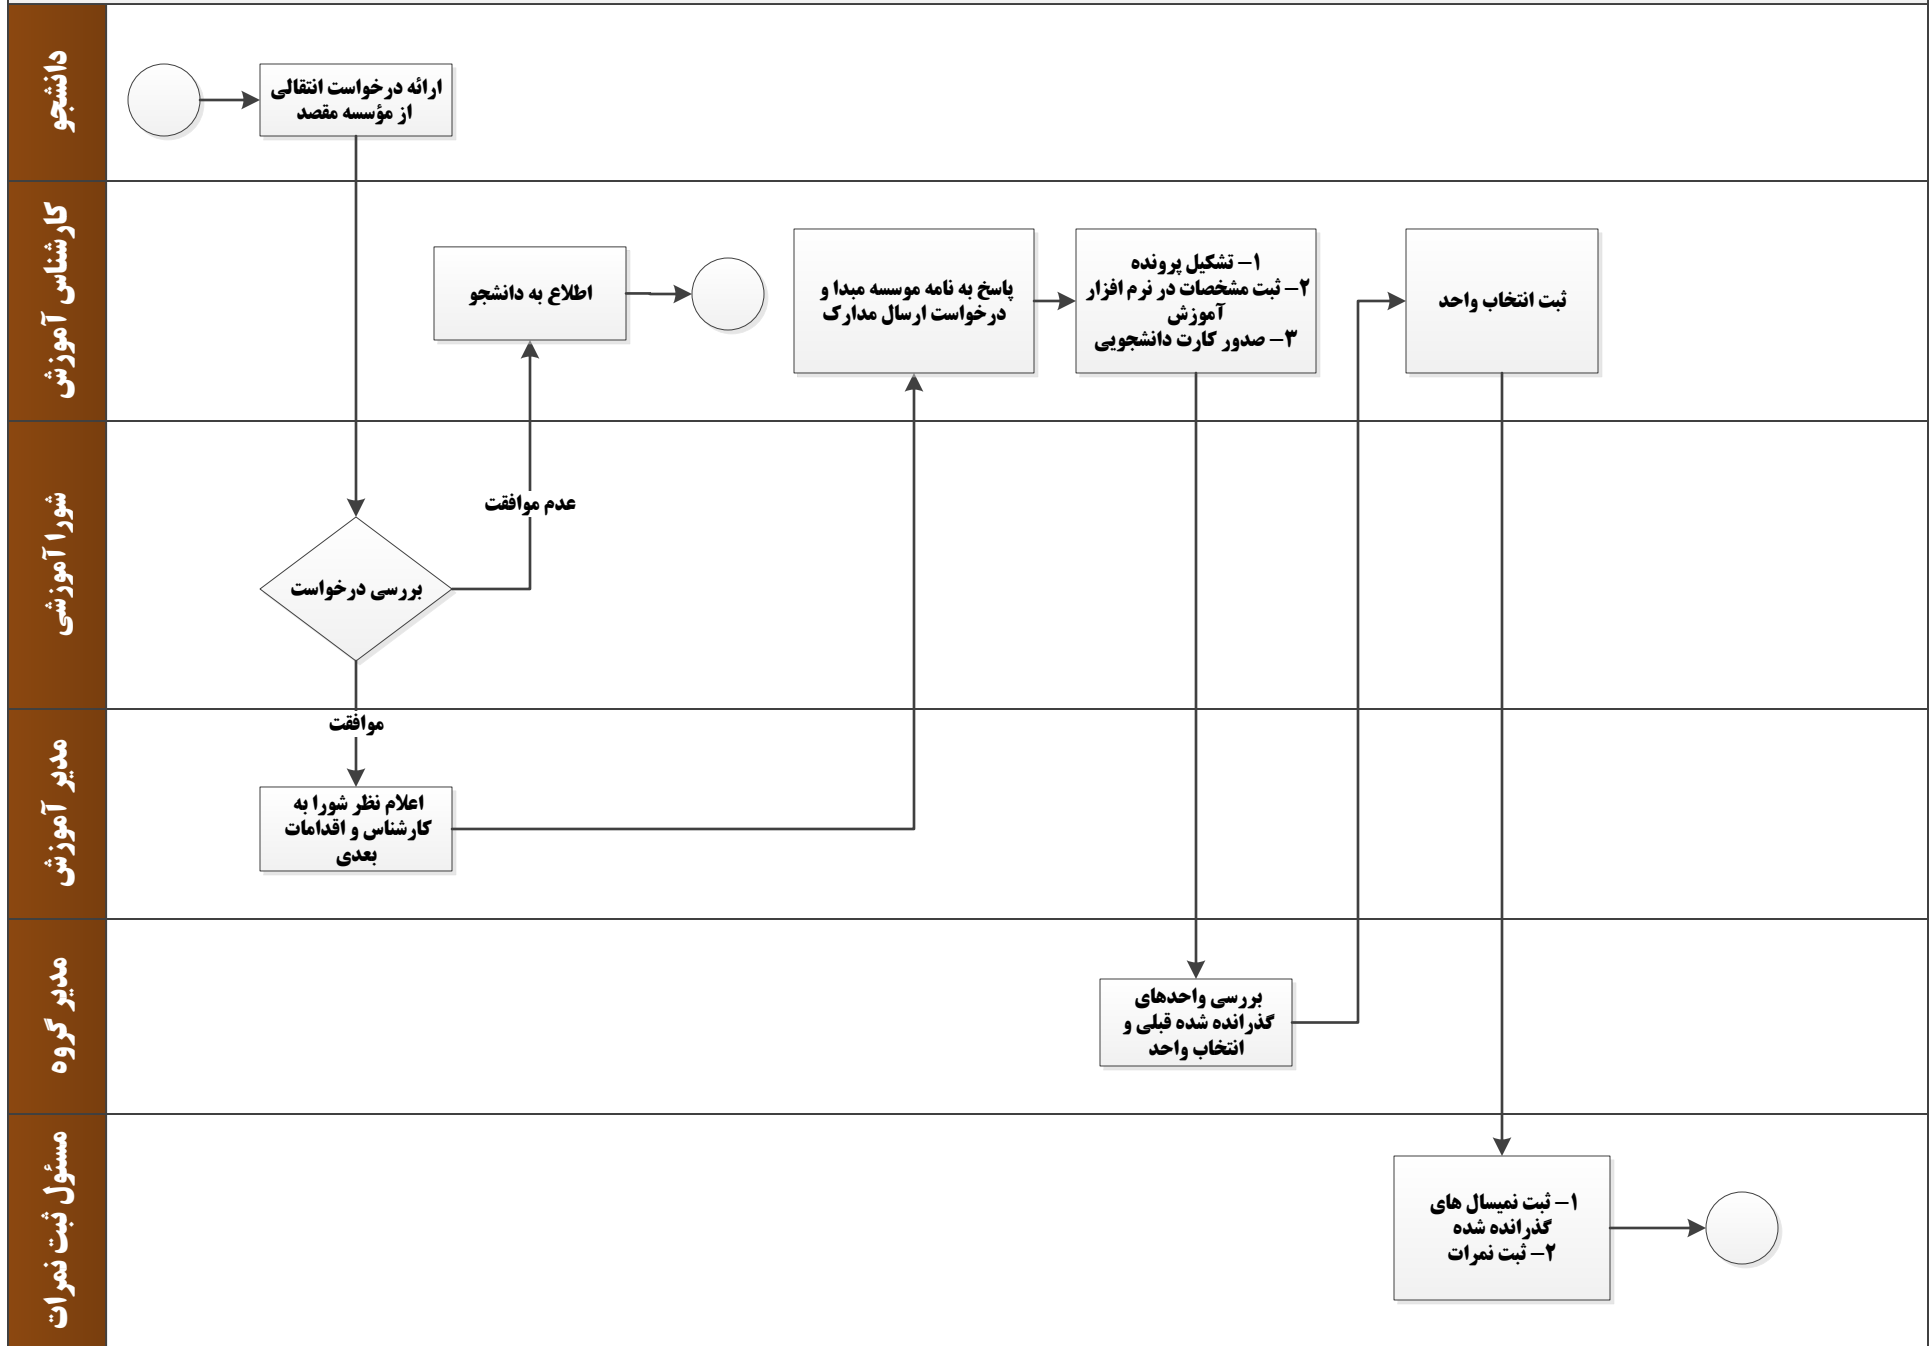 دانشجو
ارائه درخواست انتقالی
از مؤسسه مقصد
کارشناس آموزش
اطلاع به دانشجو
پاسخ به نامه موسسه مبدا و
درخواست ارسال مدارک
۱- تشکیل پرونده
۲- ثبت مشخصات در نرم افزار
آموزش
۳- صدور کارت دانشجویی
ثبت انتخاب واحد
شورا آموزشی
عدم موافقت
بررسی درخواست
مدیر آموزش
موافقت
اعلام نظر شورا به
کارشناس و اقدامات
بعدی
مدیر گروه
بررسی واحدهای
گذرانده شده قبلی و
انتخاب واحد
مسئول ثبت نمرات
۱- ثبت نمیسال های
گذرانده شده
۲- ثبت نمرات